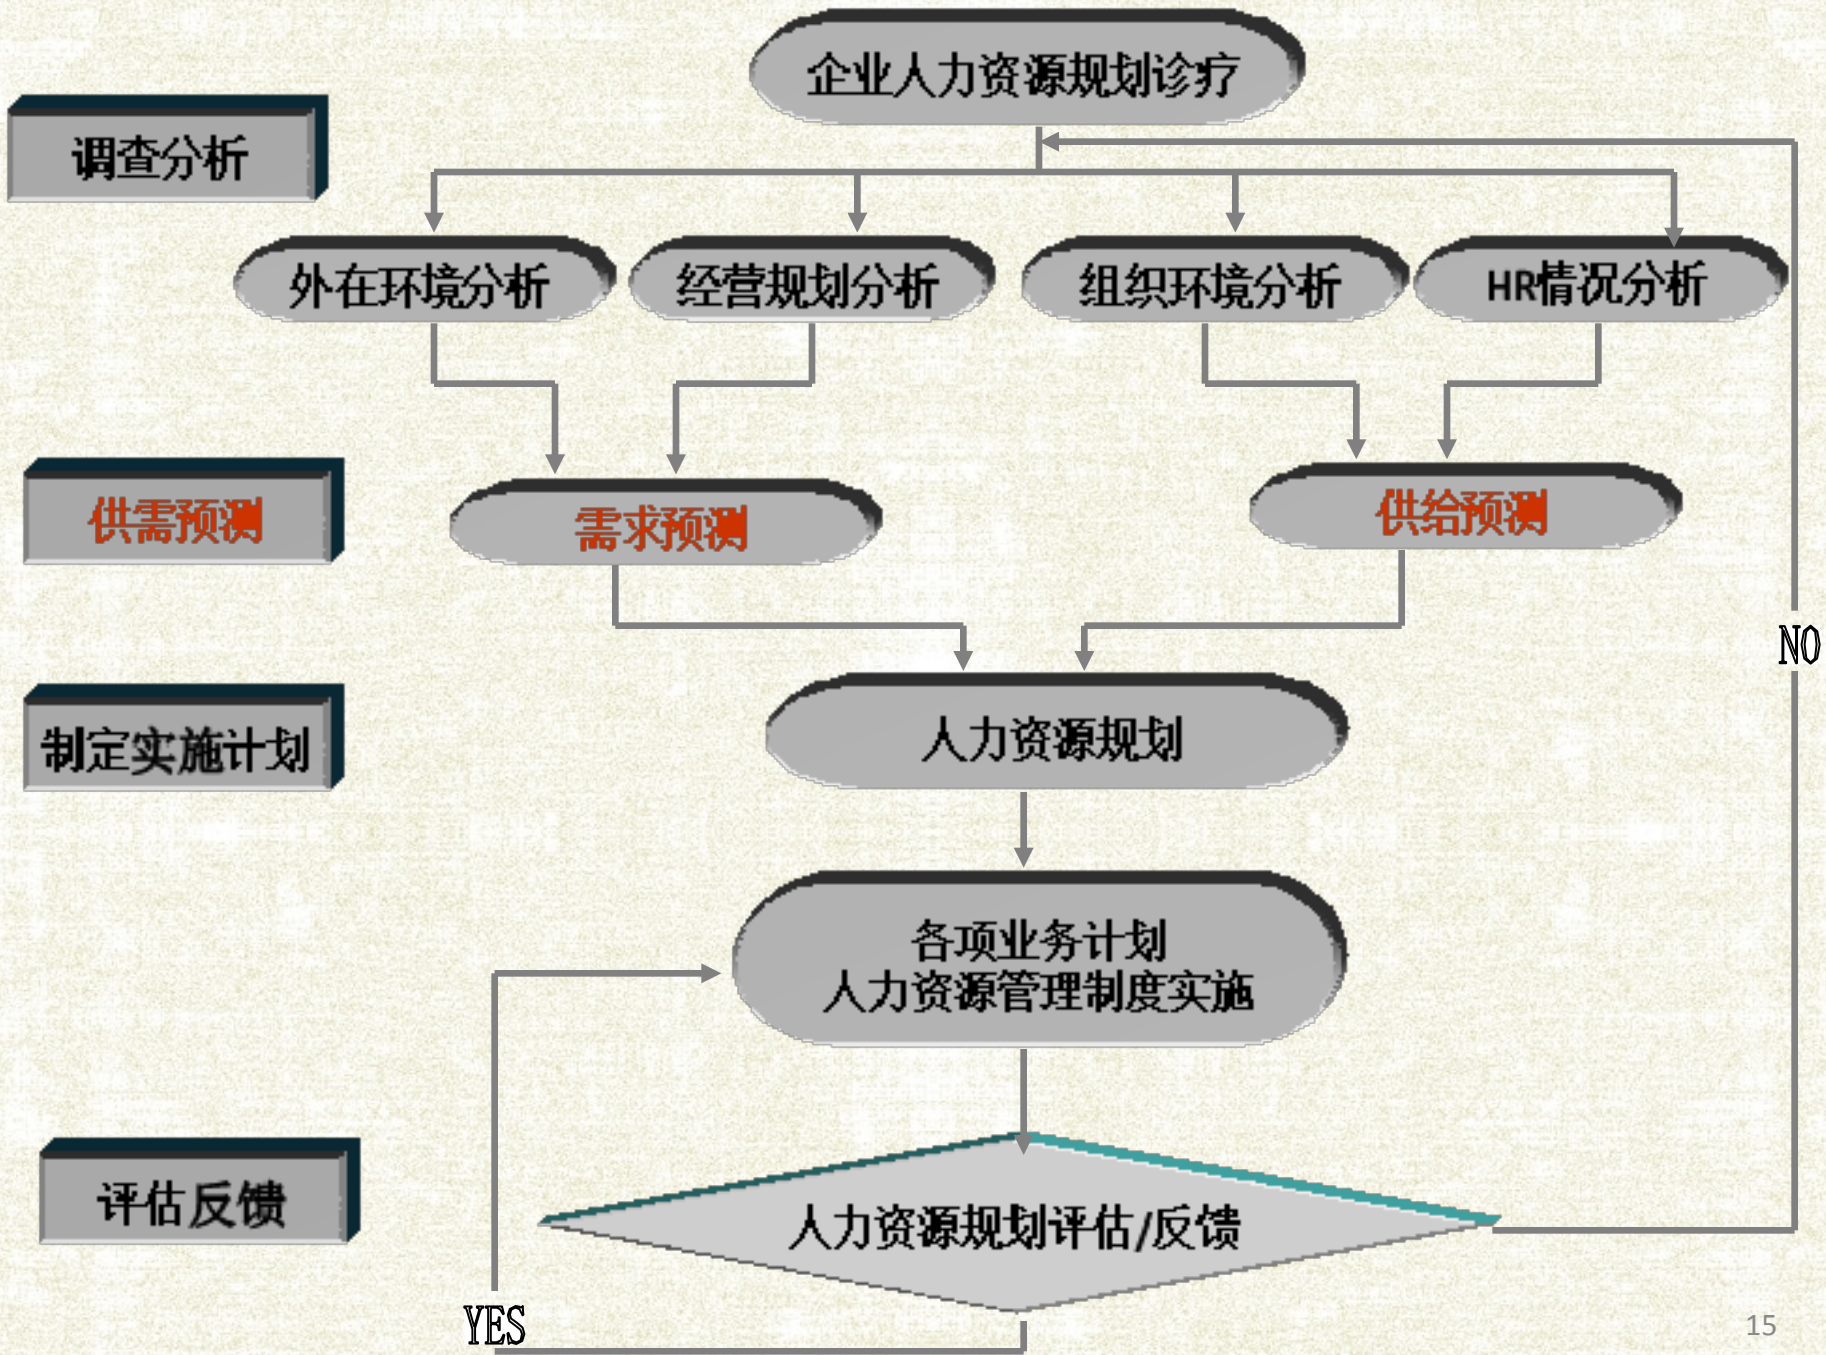 企业人力资源规划诊疗
调查分析
外在环境分析
经营规划分析
组织环境分析
HR情况分析
供需预测
需求预测
供给预测
NO
制定实施计划
人力资源规划
各项业务计划
人力资源管理制度实施
评估反馈
人力资源规划评估/反馈
YES
15